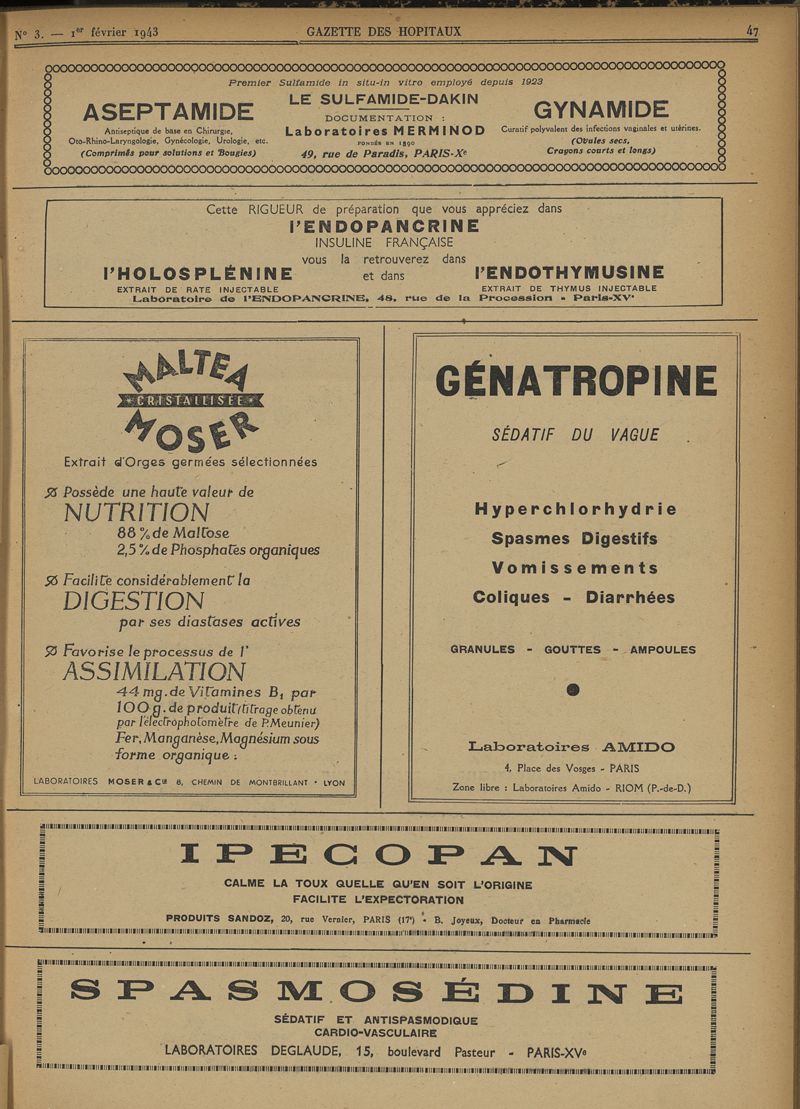 N° 3. — 1er février 1943 GAZETTE DES HOPITAUX 47
Premier Sulfamide in situ-in vitro employé depuis 1923
ASEPTAMIDE
Antiseptique de base en Chirurgie,
Oto-Rhino-Laryngologie, Gynécologie, Urologie, etc.
(Comprimés pour solutions et Bougies)
LE SULFAMIDE-DAKIN
DOCUMENTATION :
Laboratoires MERMINOD
FONDÉS EN 1890
49, rue de Paradis, PARIS-Xe
GYNAMIDE
Curatif polyvalent des infections vaginales et utérines.
(Ovules secs,
Crayons courts et longs)
Cette RIGUEUR de préparation que vous appréciez dans
l'ENDOPANCRINE
INSULINE FRANÇAISE
vous la retrouverez dans
l'HOLOSPLÉNINE et dans l'ENDOTHYMUSINE
EXTRAIT DE RATE INJECTABLE EXTRAIT DE THYMUS INJECTABLE
Laboratoire de l'ENDOPANCRINE, 48, rue de la Procession - Paris-XVe
MALTEA
CRISTALLISÉE
MOSER
Extrait d'Orges germées sélectionnées
Possède une haute valeur de
NUTRITION
88 % de Maltose
2,5 % de Phosphates organiques
Facilite considérablement la
DIGESTION
par ses diastases actives
Favorise le processus de l'
ASSIMILATION
44 mg. de Vitamines B1 par
100 g. de produit (titrage obtenu
par l'électrophotomètre de P. Meunier)
Fer, Manganèse, Magnésium sous
forme organique :
LABORATOIRES MOSER & Cie 6, CHEMIN DE MONTBRILLANT • LYON
GÉNATROPINE
SÉDATIF DU VAGUE
Hyperchlorhydrie
Spasmes Digestifs
Vomissements
Coliques - Diarrhées
GRANULES - GOUTTES - AMPOULES
Laboratoires AMIDO
4, Place des Vosges - PARIS
Zone libre : Laboratoires Amido - RIOM (P.-de-D.)
IPECOPAN
CALME LA TOUX QUELLE QU'EN SOIT L'ORIGINE
FACILITE L'EXPECTORATION
PRODUITS SANDOZ, 20, rue Vernier, PARIS (17e) - B. Joyeux, Docteur en Pharmacie
SPASMOSÉDINE
SÉDATIF ET ANTISPASMODIQUE
CARDIO-VASCULAIRE
LABORATOIRES DEGLAUDE, 15, boulevard Pasteur - PARIS-XVe